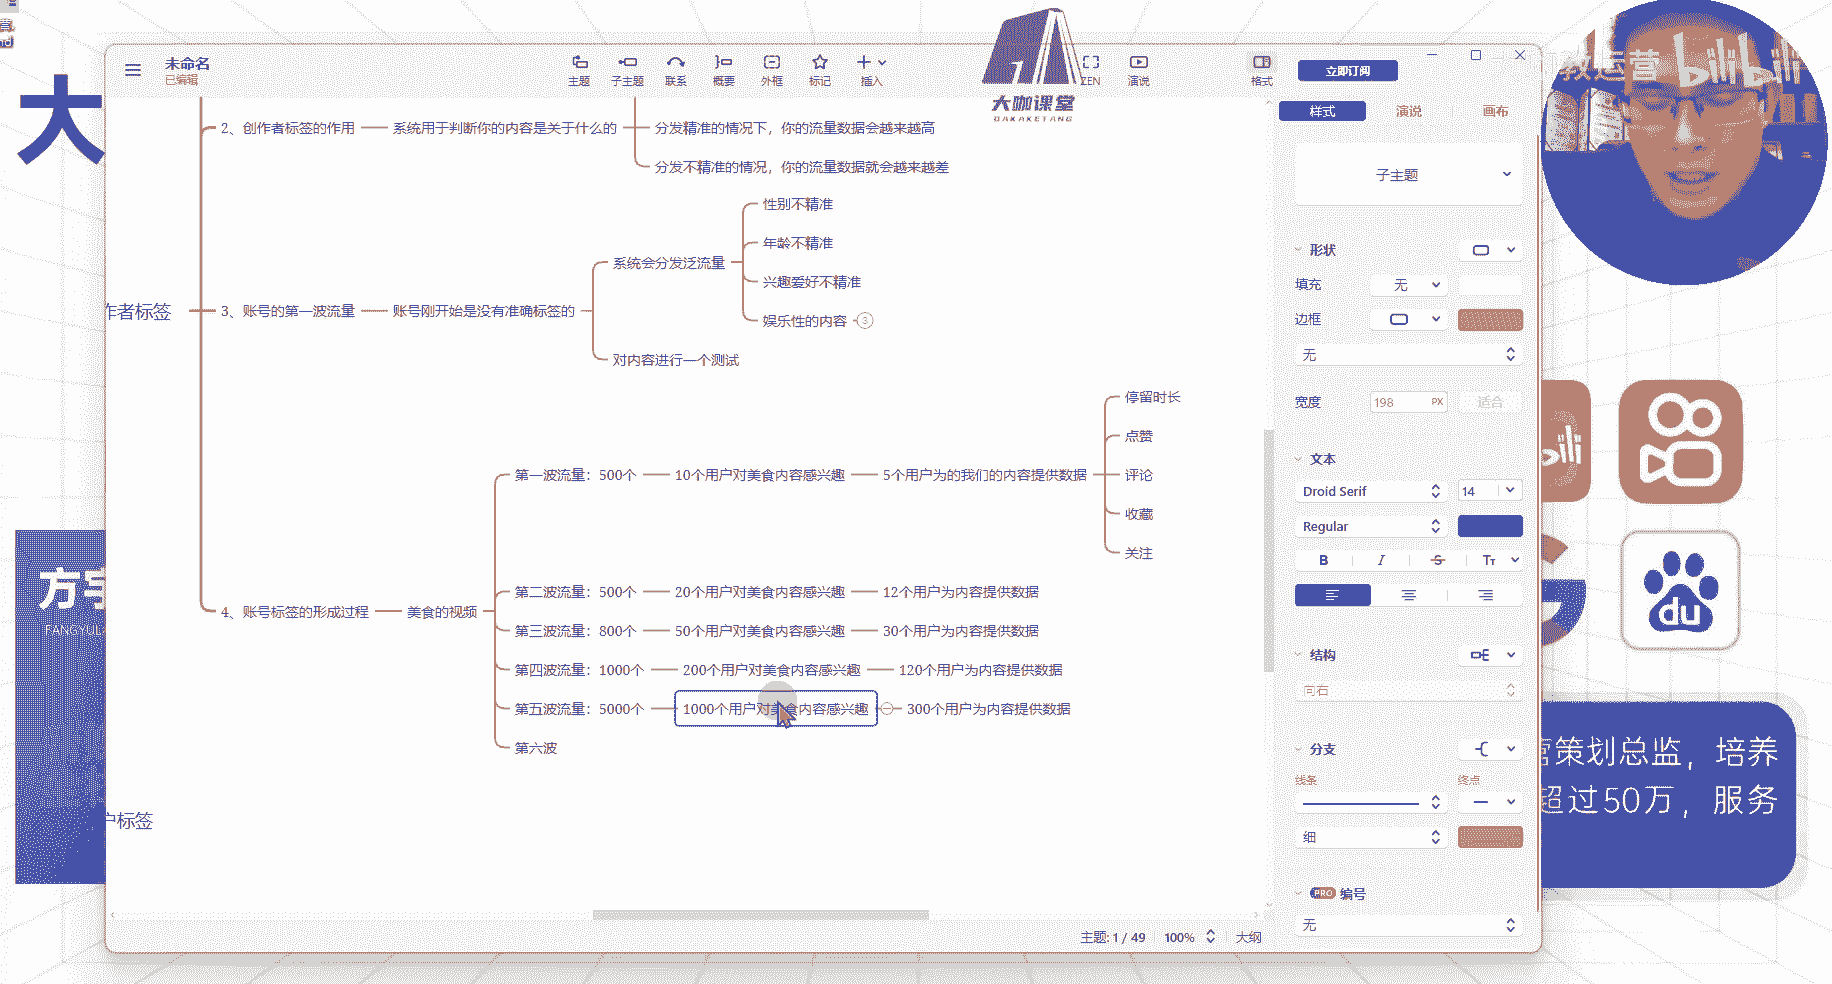 营
nd
大
未命名
已编辑
主题
子主题
联系
概要
外框
标记
插入
大咖课堂
DAKAKETANG
ZEN
演说
格式
立即订阅
教运营 bilibili
样式
演说
画布
2、创作者标签的作用
系统用于判断你的内容是关于什么的
分发精准的情况下，你的流量数据会越来越高
分发不精准的情况，你的流量数据就会越来越差
作者标签
3、账号的第一波流量
账号刚开始是没有准确标签的
系统会分发泛流量
性别不精准
年龄不精准
兴趣爱好不精准
娱乐性的内容
3
对内容进行一个测试
4、账号标签的形成过程
美食的视频
第一波流量：500个
10个用户对美食内容感兴趣
5个用户为的我们的内容提供数据
停留时长
点赞
评论
收藏
关注
第二波流量：500个
20个用户对美食内容感兴趣
12个用户为内容提供数据
第三波流量：800个
50个用户对美食内容感兴趣
30个用户为内容提供数据
第四波流量：1000个
200个用户对美食内容感兴趣
120个用户为内容提供数据
第五波流量：5000个
1000个用户对美食内容感兴趣
300个用户为内容提供数据
第六波
户标签
子主题
形状
填充
无
边框
无
宽度
198
PX
适合
文本
Droid Serif
14
Regular
B
I
S
Tт
结构
向右
分支
线条
终点
细
PRO
编号
无
主题: 1 / 49
100%
大纲
方宇
FANGYU
bili
du
营策划总监，培养
超过50万，服务